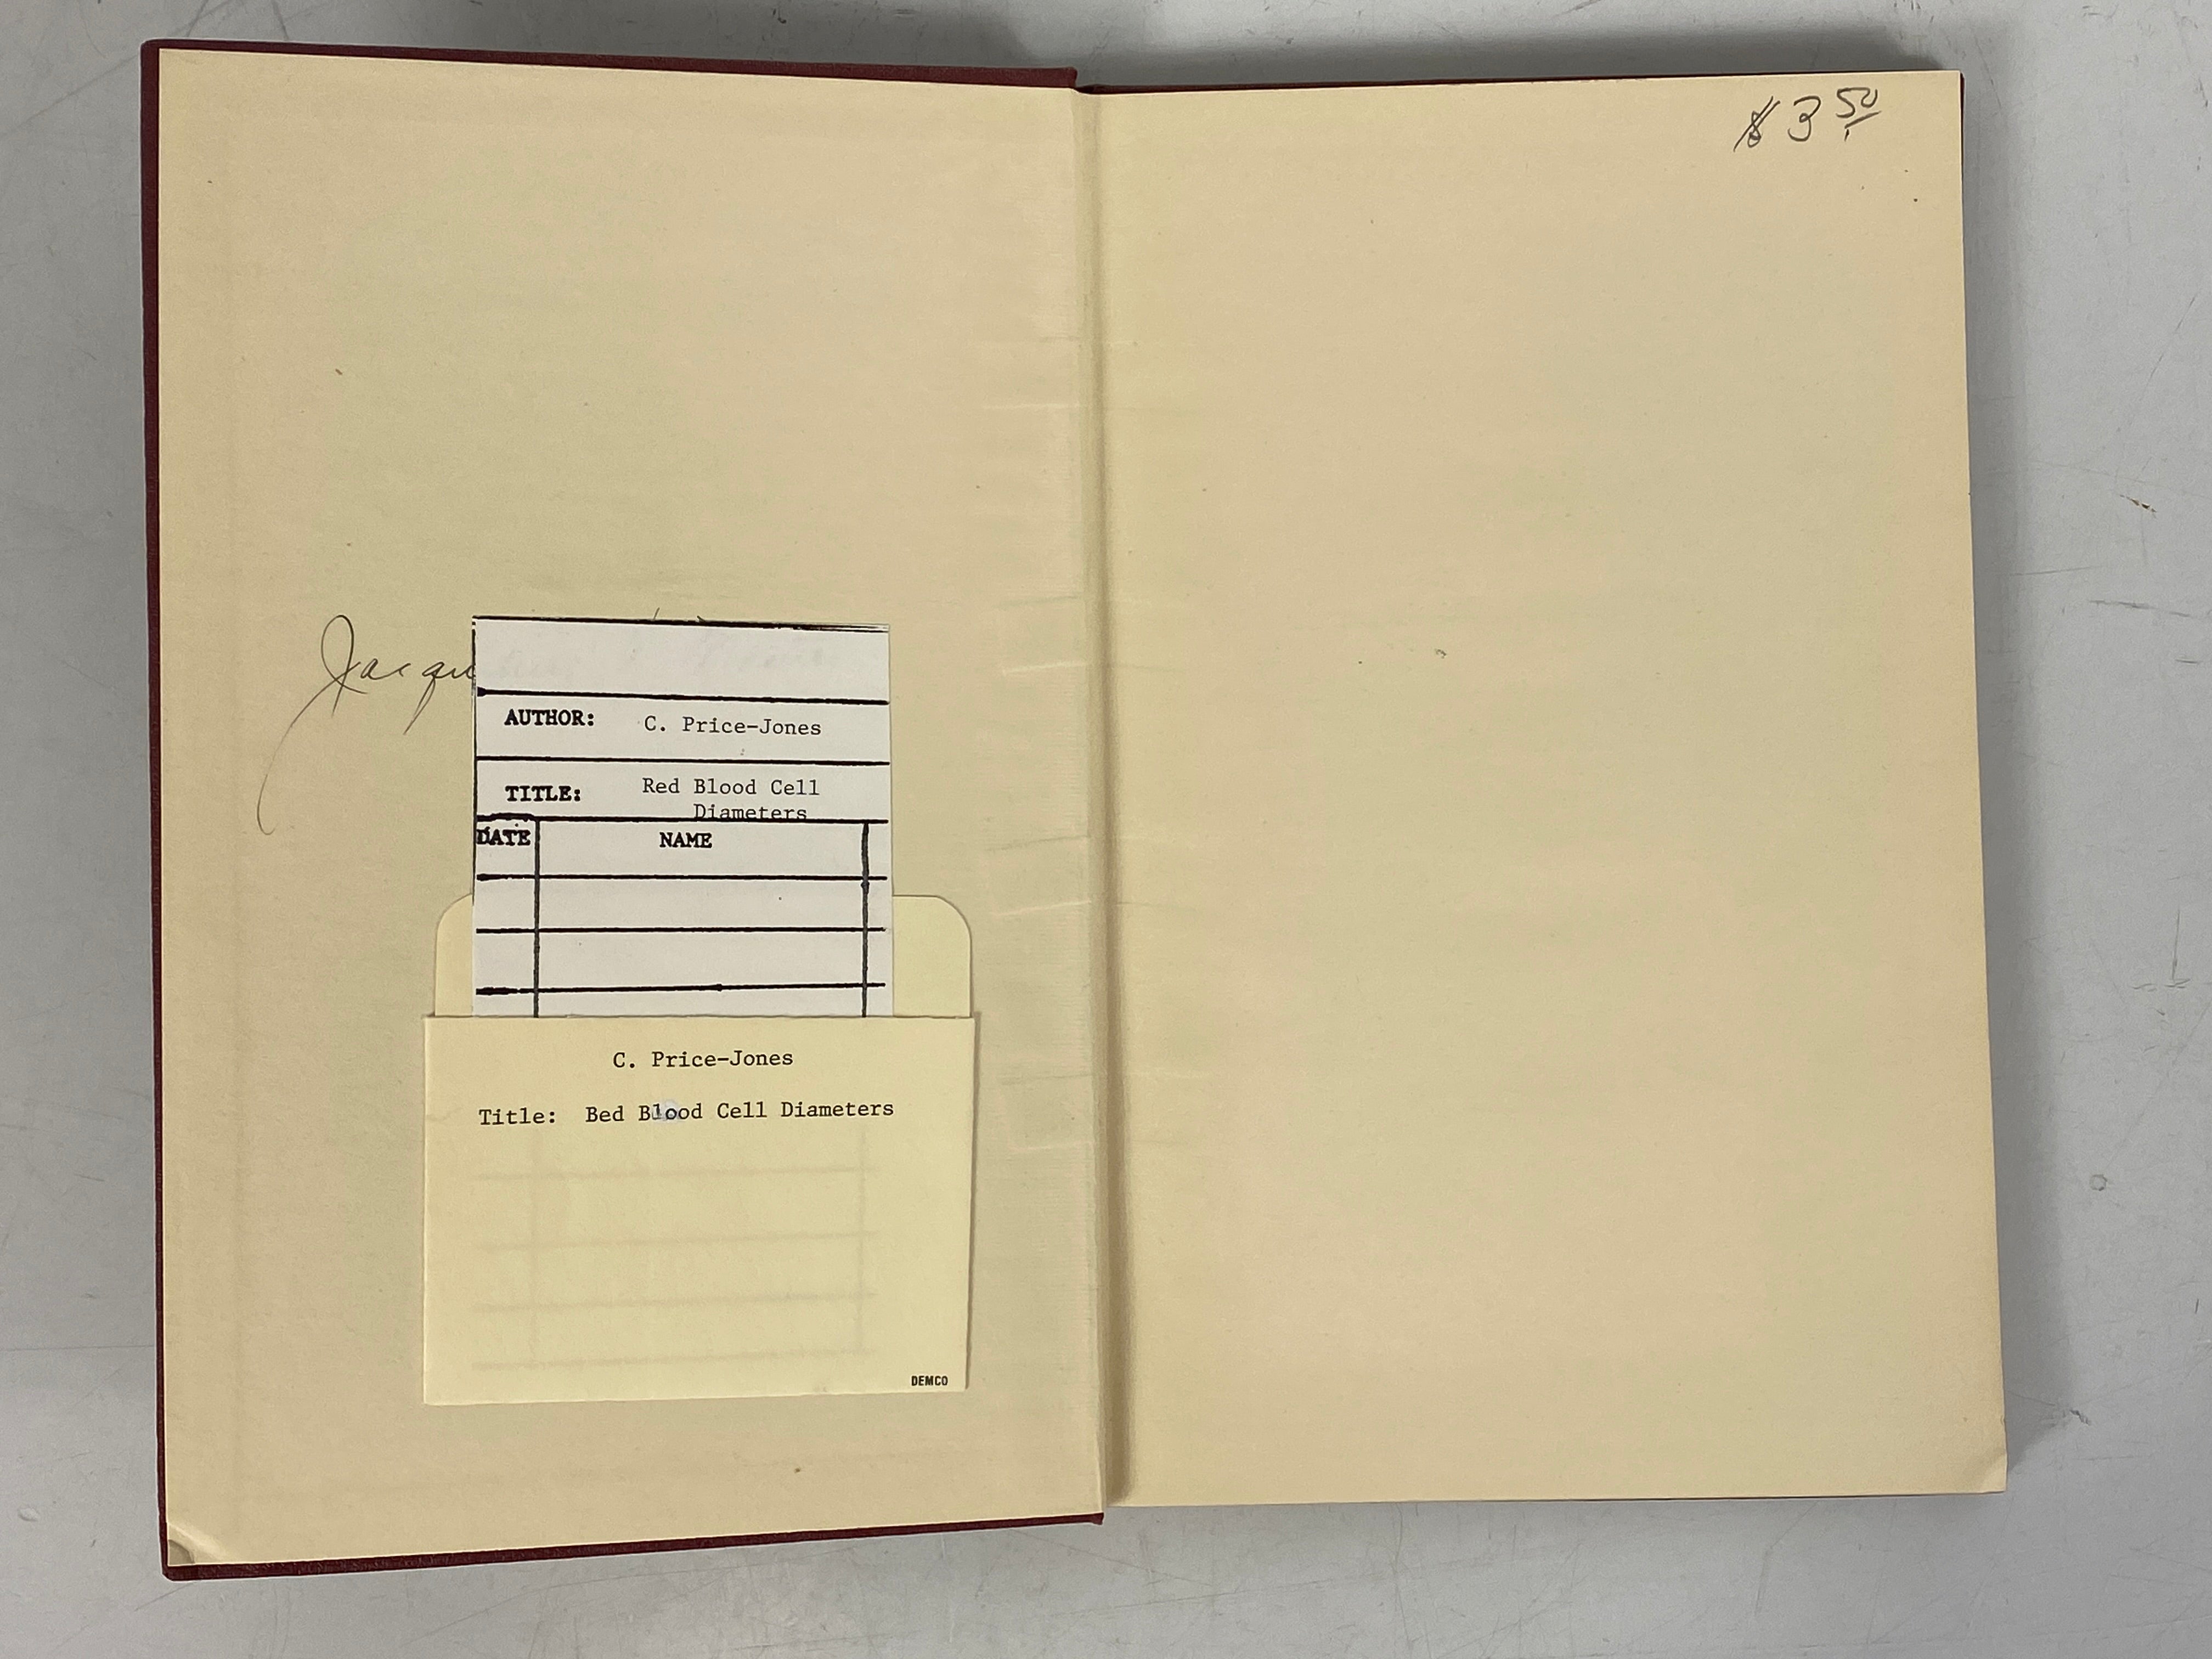 $3 50
Jacqu
AUTHOR: C. Price-Jones
TITLE: Red Blood Cell
Diameters
DATE NAME
C. Price-Jones
Title: Bed Blood Cell Diameters
DEMCO